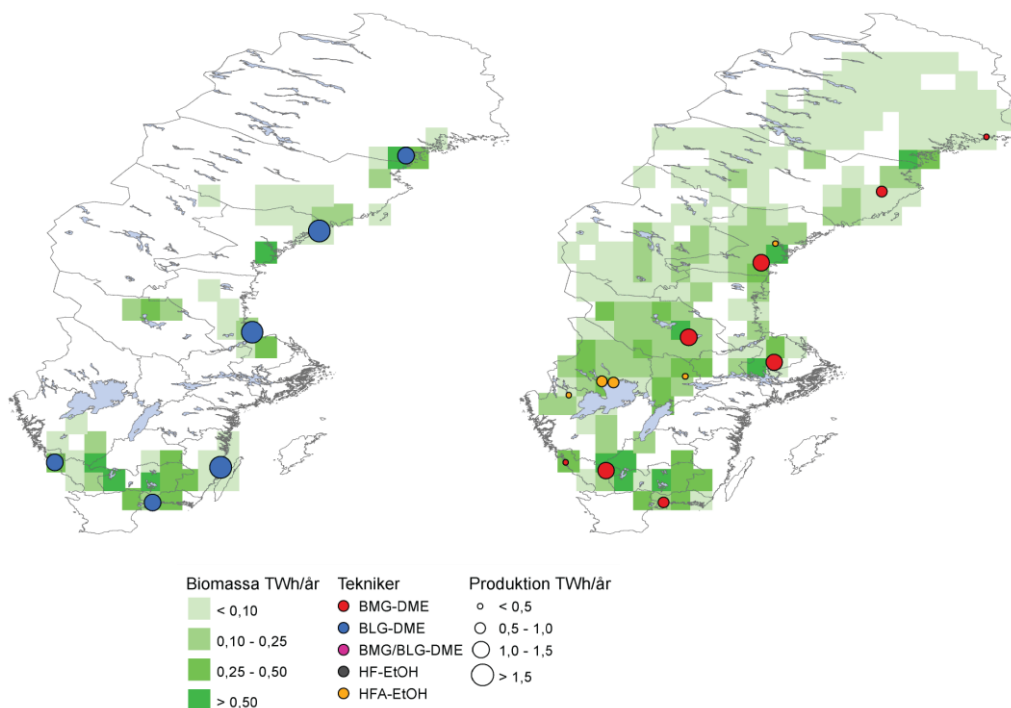 Biomassa TWh/år
< 0,10
0,10 - 0,25
0,25 - 0,50
> 0,50
Tekniker
BMG-DME
BLG-DME
BMG/BLG-DME
HF-EtOH
HFA-EtOH
Produktion TWh/år
< 0,5
0,5 - 1,0
1,0 - 1,5
> 1,5